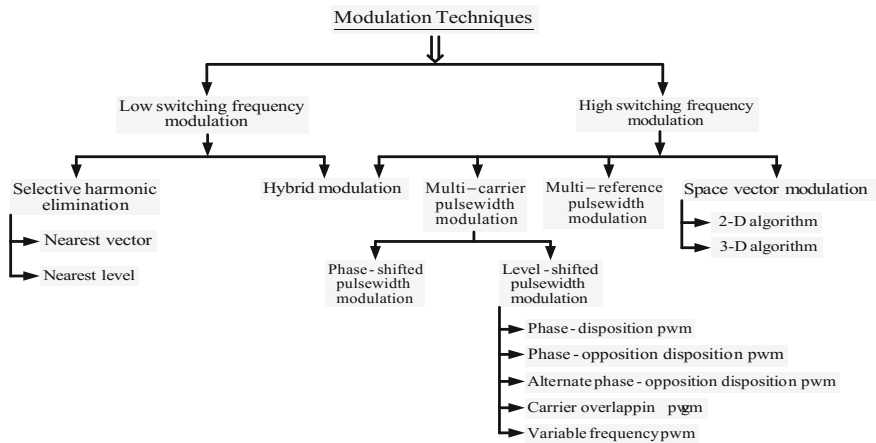 Modulation Techniques
Low switching frequency
modulation
High switching frequency
modulation
Selective harmonic
elimination
Nearest vector
Nearest level
Hybrid modulation
Multi-carrier
pulsewidth
modulation
Multi-reference
pulsewidth
modulation
Space vector modulation
2-D algorithm
3-D algorithm
Phase-shifted
pulsewidth
modulation
Level-shifted
pulsewidth
modulation
Phase-disposition pwm
Phase-opposition disposition pwm
Alternate phase-opposition disposition pwm
Carrier overlappin
Variable frequency pwm